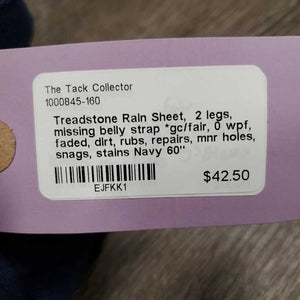 The Tack Collector
1000845-160
Treadstone Rain Sheet, 2 legs,
missing belly strap *gc/fair, 0 wpf,
faded, dirt, rubs, repairs, mnr holes,
snags, stains Navy 60"
EJFKK1
$42.50